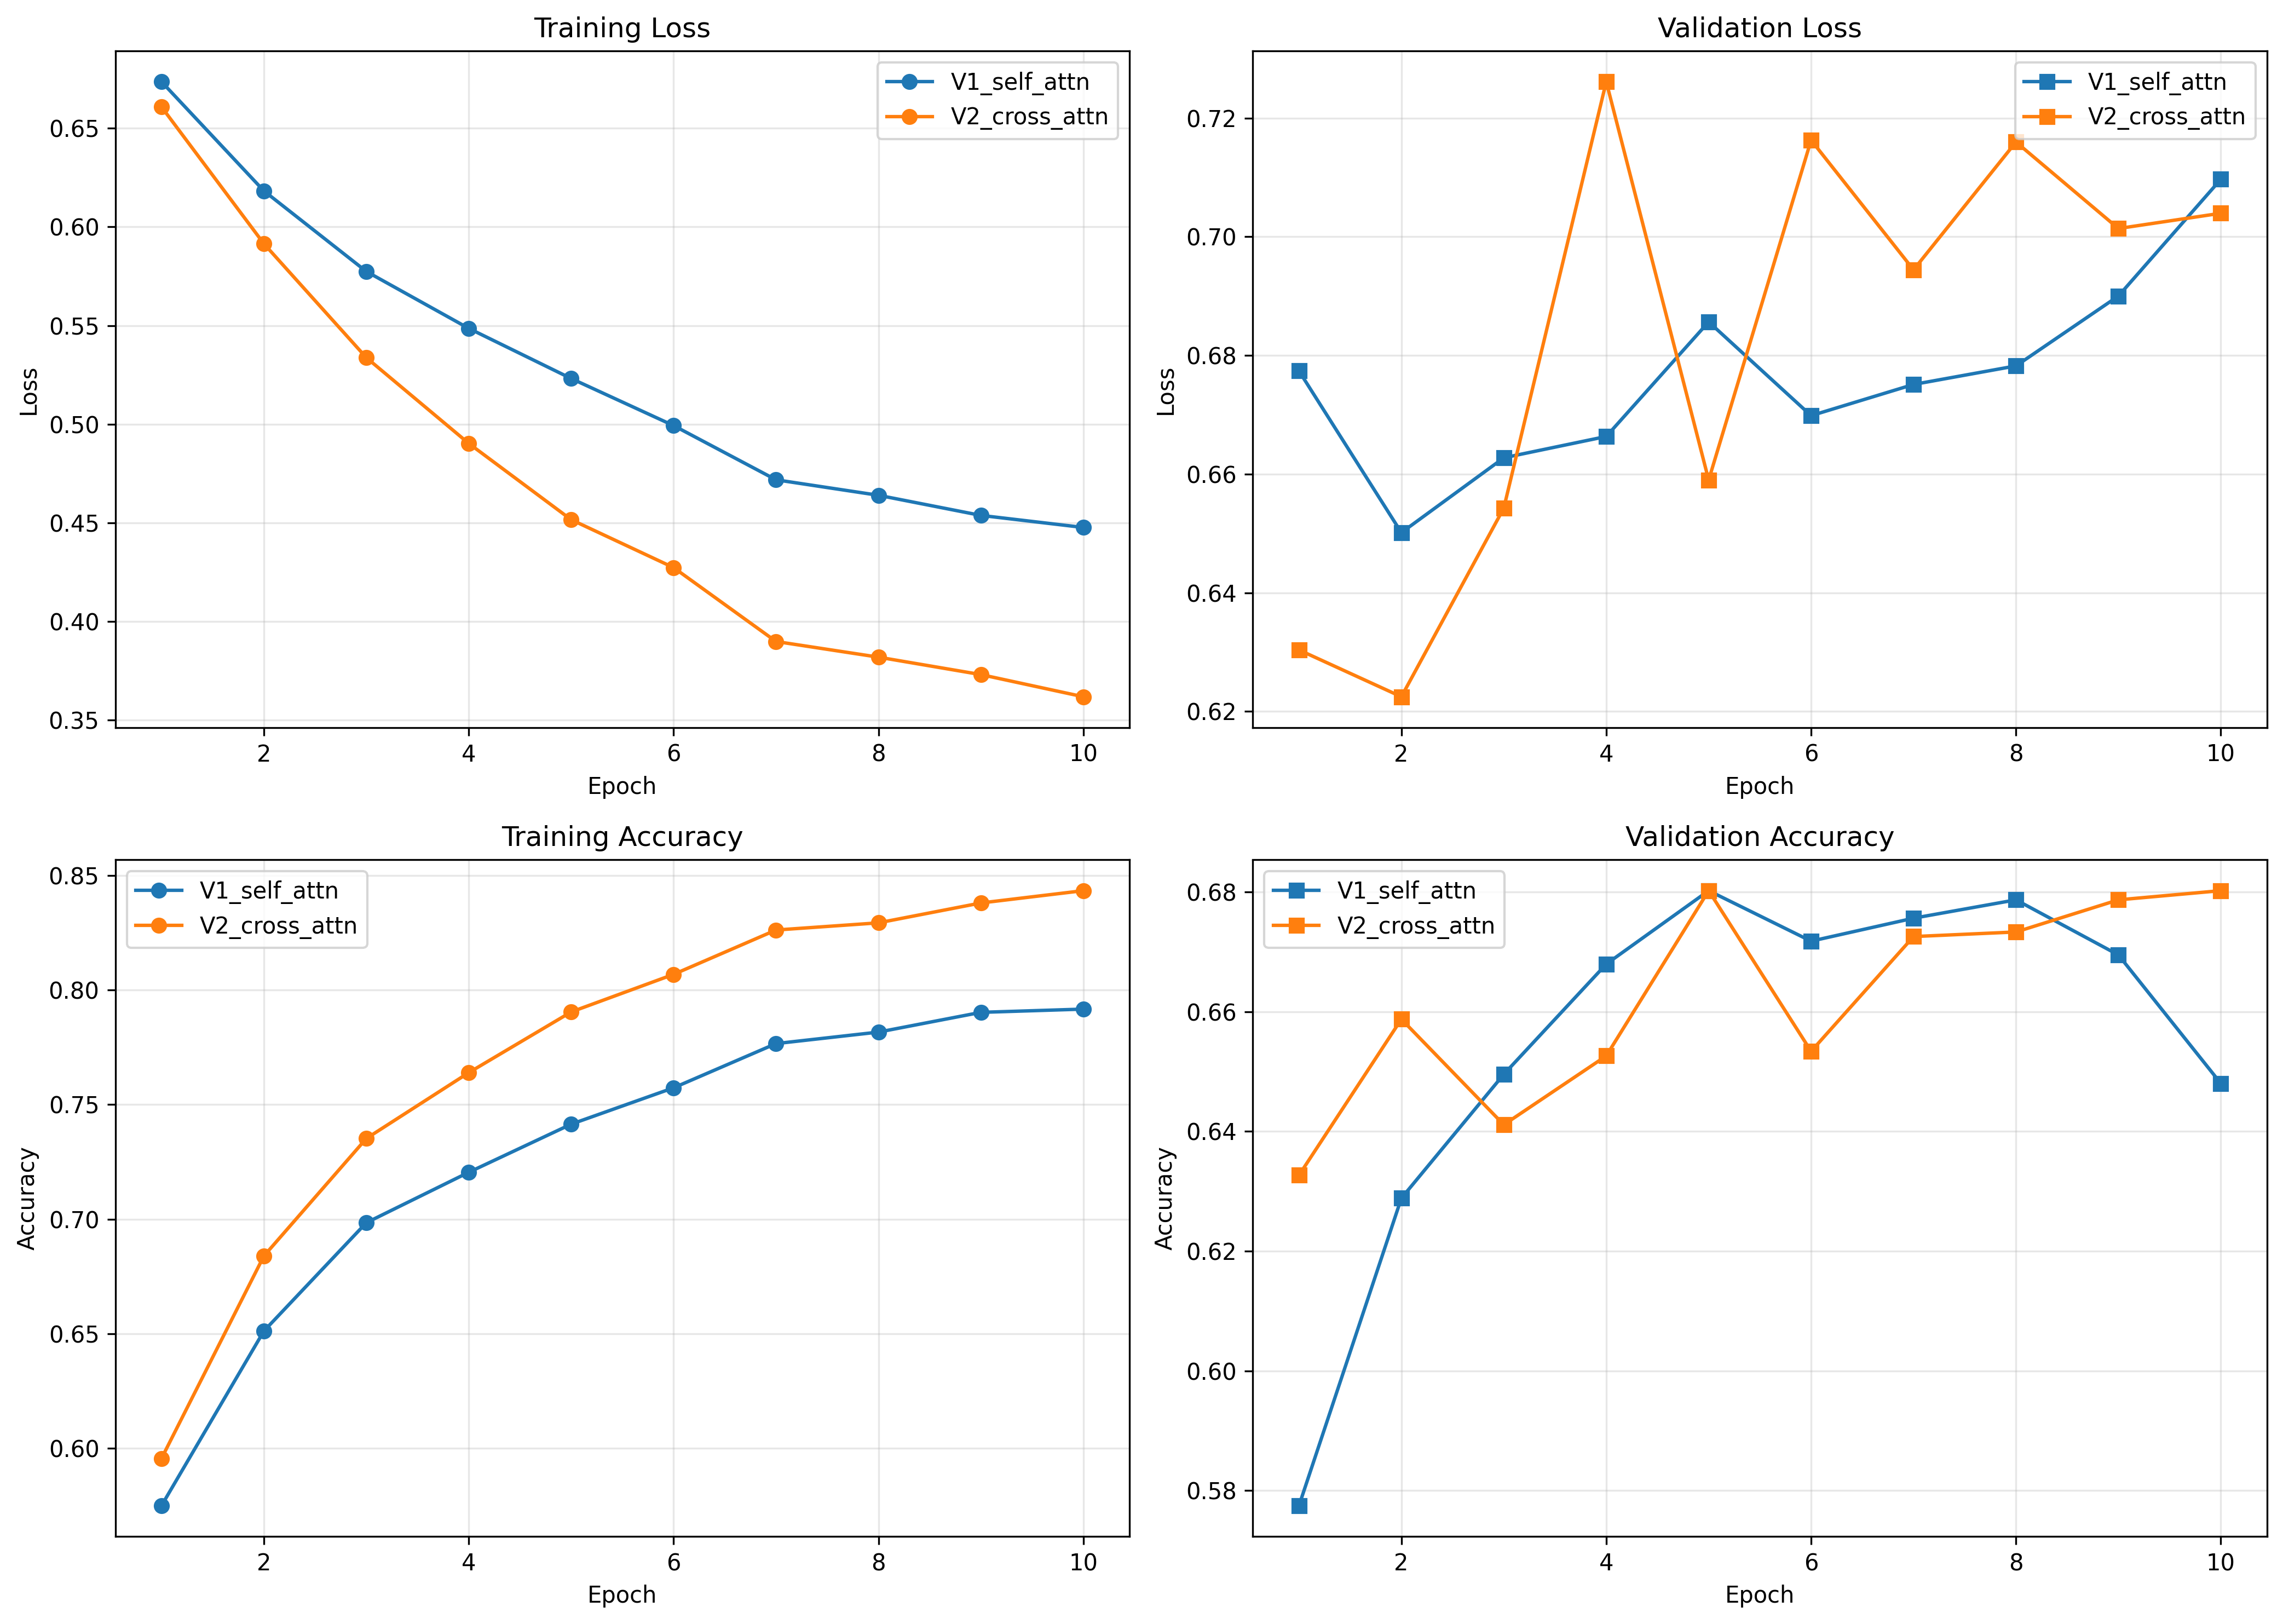 Training Loss
V1_self_attn
V2_cross_attn
0.65
0.60
0.55
0.50
0.45
0.40
0.35
Loss
2 4 6 8 10
Epoch
Validation Loss
V1_self_attn
V2_cross_attn
0.72
0.70
0.68
0.66
0.64
0.62
Loss
2 4 6 8 10
Epoch
Training Accuracy
V1_self_attn
V2_cross_attn
0.85
0.80
0.75
0.70
0.65
0.60
Accuracy
2 4 6 8 10
Epoch
Validation Accuracy
V1_self_attn
V2_cross_attn
0.68
0.66
0.64
0.62
0.60
0.58
Accuracy
2 4 6 8 10
Epoch